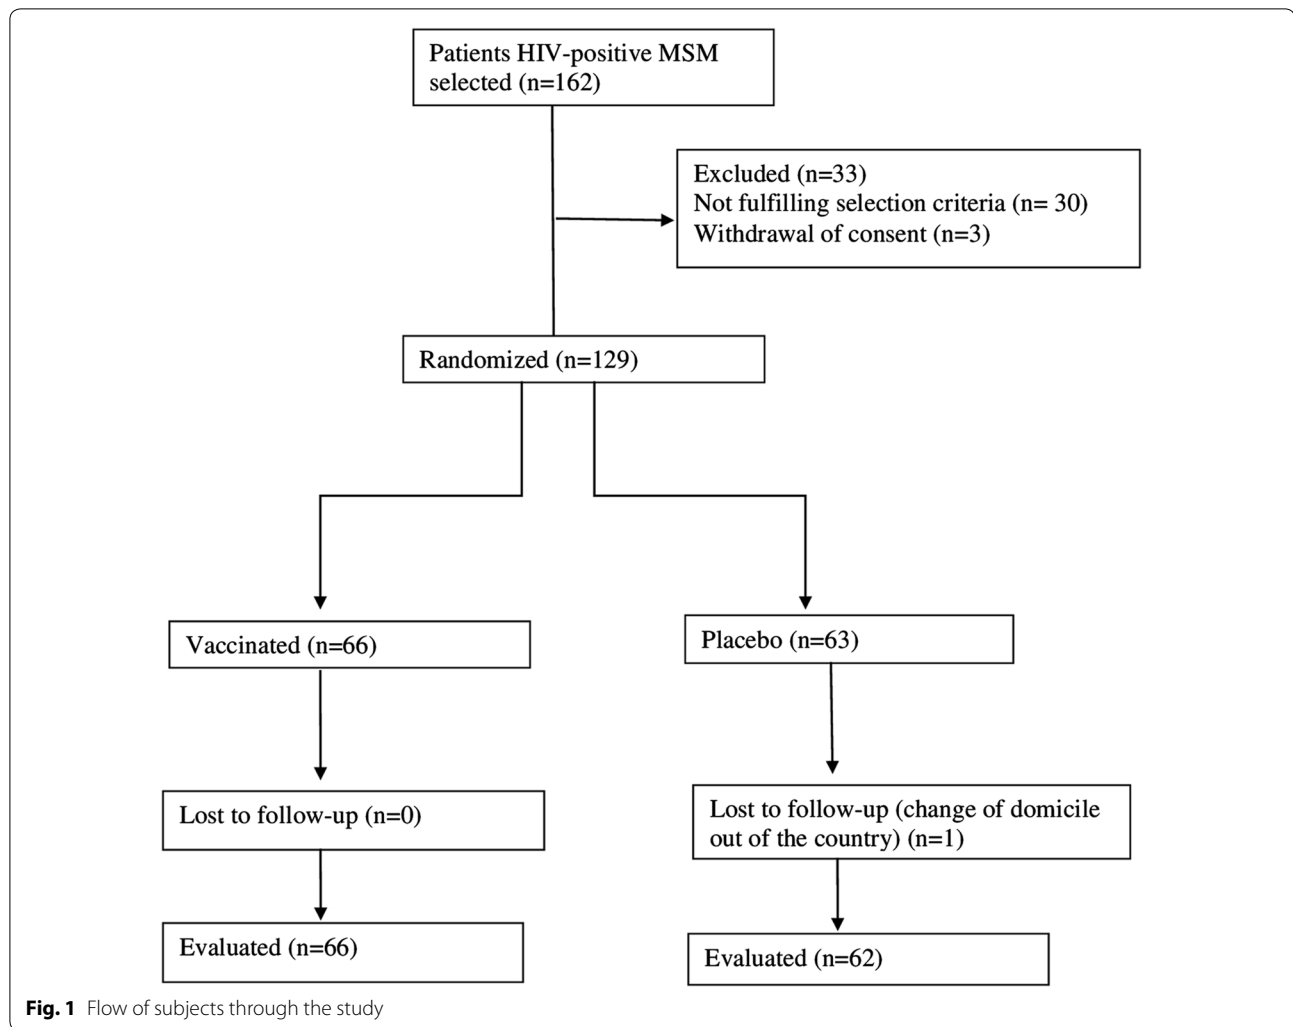 Patients HIV-positive MSM
selected (n=162)
Excluded (n=33)
Not fulfilling selection criteria (n= 30)
Withdrawal of consent (n=3)
Randomized (n=129)
Vaccinated (n=66)
Placebo (n=63)
Lost to follow-up (n=0)
Lost to follow-up (change of domicile
out of the country) (n=1)
Evaluated (n=66)
Evaluated (n=62)
Fig. 1 Flow of subjects through the study